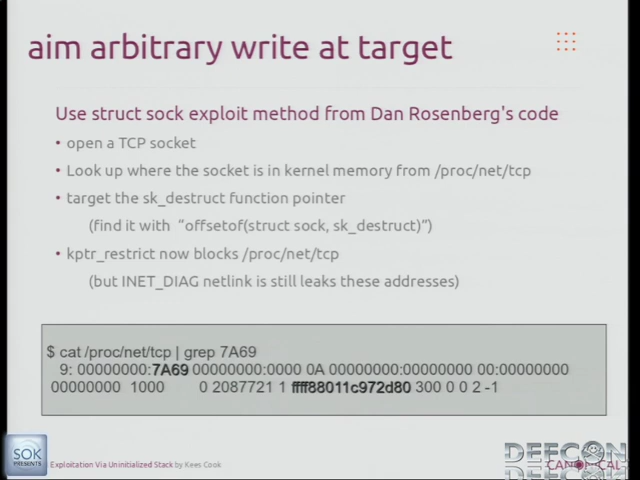 aim arbitrary write at target
Use struct sock exploit method from Dan Rosenberg's code
• open a TCP socket
• Look up where the socket is in kernel memory from /proc/net/tcp
• target the sk_destruct function pointer
(find it with “offsetof(struct sock, sk_destruct)”)
• kptr_restrict now blocks /proc/net/tcp
(but INET_DIAG netlink is still leaks these addresses)
$ cat /proc/net/tcp | grep 7A69
9: 00000000:7A69 00000000:0000 0A 00000000:00000000 00:00000000
00000000 1000 0 2087721 1 ffff88011c972d80 300 0 0 2 -1
SOK
PRESENTS
Exploitation Via Uninitialized Stack by Kees Cook
DEFCON
CANONICAL